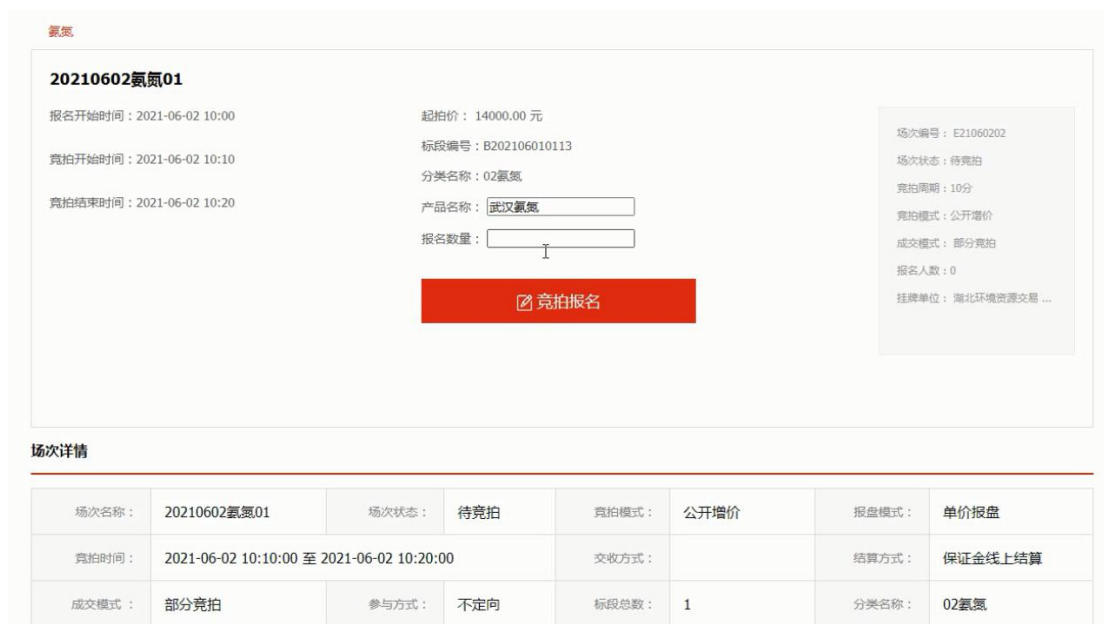 氨氮
20210602氨氮01
报名开始时间：2021-06-02 10:00
竞拍开始时间：2021-06-02 10:10
竞拍结束时间：2021-06-02 10:20
起拍价： 14000.00 元
标段编号：B202106010113
分类名称：02氨氮
产品名称： 武汉氨氮
报名数量：
竞拍报名
场次编号： E21060202
场次状态：待竞拍
竞拍周期：10分
竞拍模式：公开增价
成交模式： 部分竞拍
报名人数：0
挂牌单位： 湖北环境资源交易 ...
场次详情
场次名称： 20210602氨氮01 场次状态： 待竞拍 竞拍模式： 公开增价 报盘模式： 单价报盘
竞拍时间： 2021-06-02 10:10:00 至 2021-06-02 10:20:00 交收方式： 结算方式： 保证金线上结算
成交模式 ： 部分竞拍 参与方式： 不定向 标段总数： 1 分类名称： 02氨氮